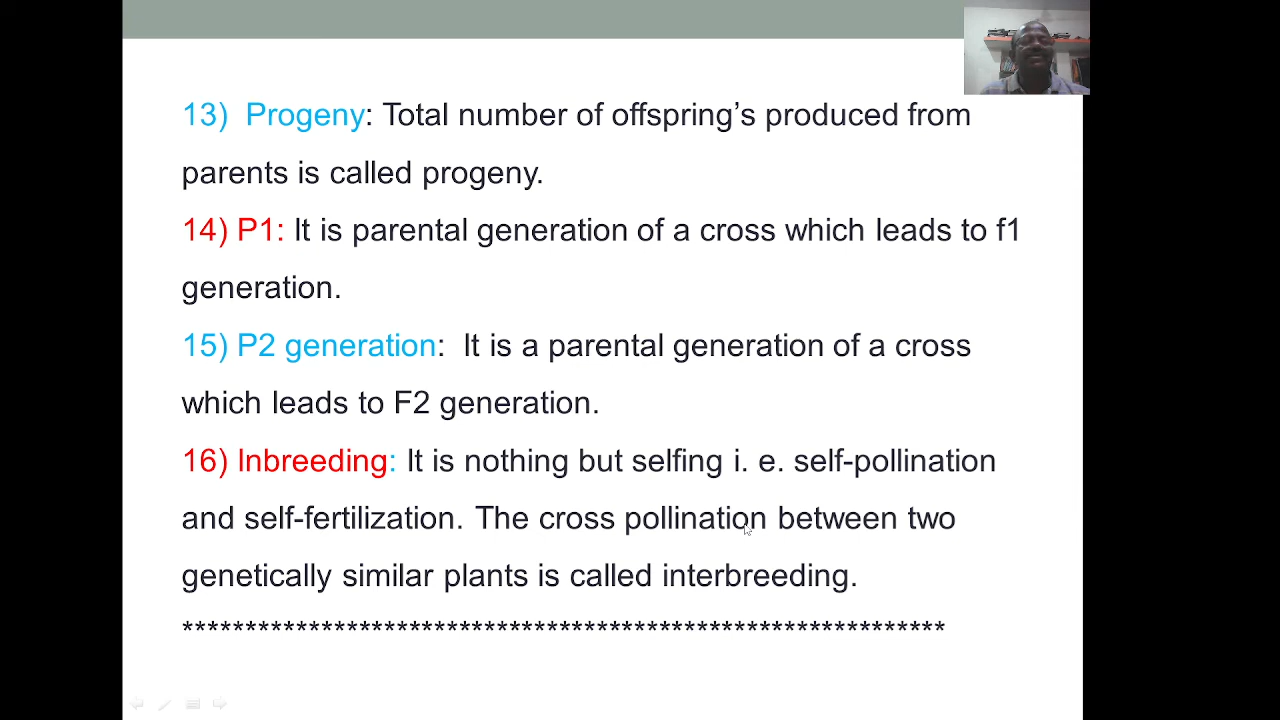 13) Progeny: Total number of offspring’s produced from
parents is called progeny.
14) P1: It is parental generation of a cross which leads to f1
generation.
15) P2 generation: It is a parental generation of a cross
which leads to F2 generation.
16) Inbreeding: It is nothing but selfing i. e. self-pollination
and self-fertilization. The cross pollination between two
genetically similar plants is called interbreeding.
*************************************************************